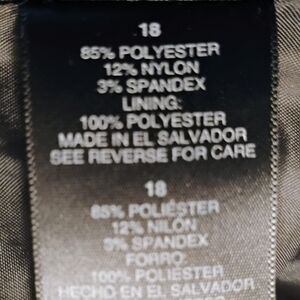 18
85% POLYESTER
12% NYLON
3% SPANDEX
LINING:
100% POLYESTER
MADE IN EL SALVADOR
SEE REVERSE FOR CARE
18
85% POLIÉSTER
12% NILÓN
3% SPANDEX
FORRO:
100% POLIÉSTER
HECHO EN EL SALVADOR